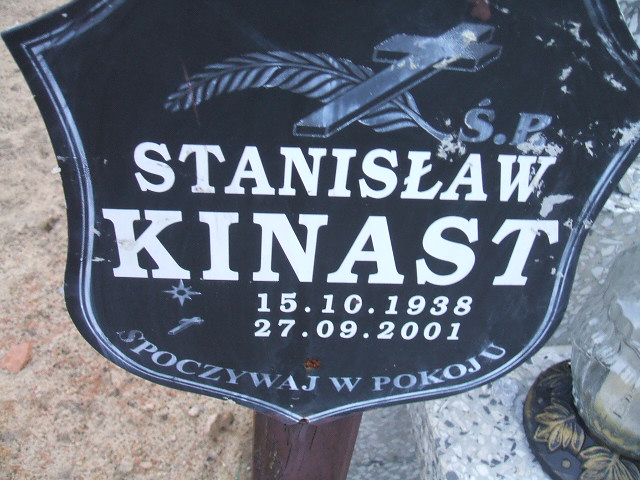 Ś.P.
STANISŁAW
KINAST
15.10.1938
27.09.2001
SPOCZYWAJ W POKOJU